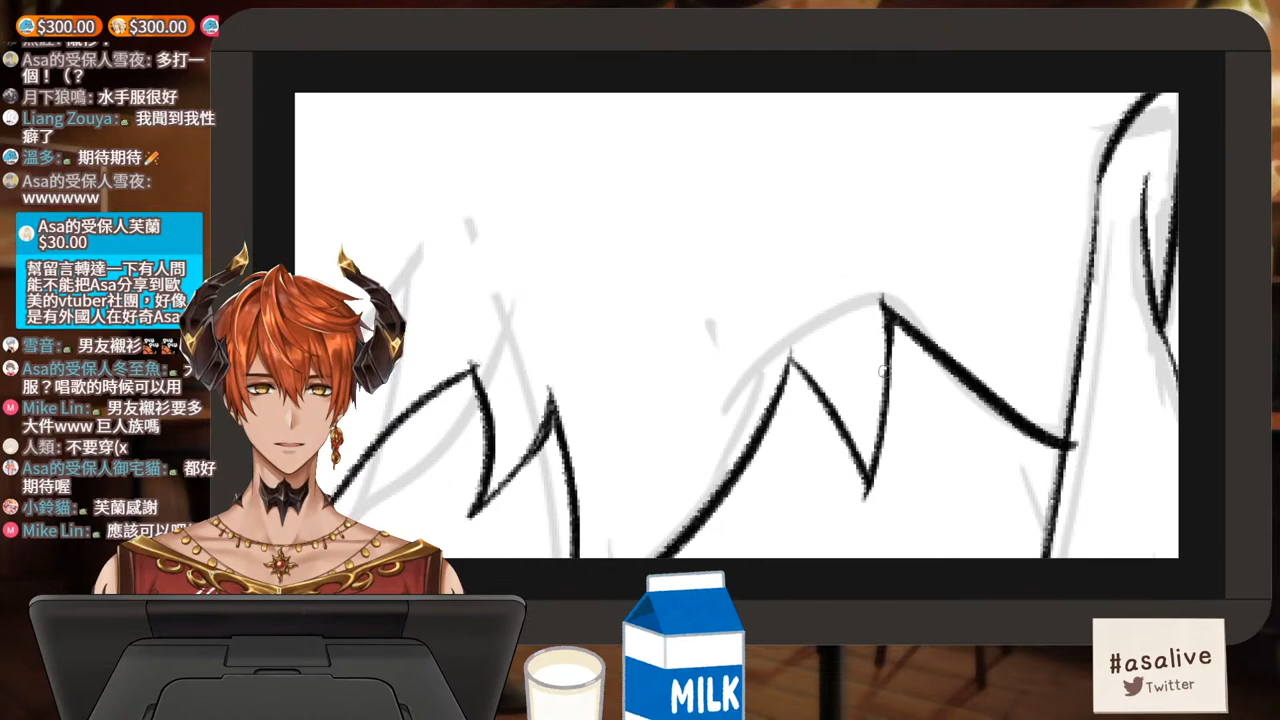 $300.00 $300.00
Asa的受保人雪夜: 多打一
個！（？
月下狼鳴: 水手服很好
Liang Zouya: 我聞到我性
癖了
溫多: 期待期待
Asa的受保人雪夜:
wwwwww
Asa的受保人芙蘭
$30.00
幫留言轉達一下有人問
能不能把Asa分享到歐
美的vtuber社團，好像
是有外國人在好奇Asa
雪音: 男友襯衫
Asa的受保人冬至魚:
服？唱歌的時候可以用
Mike Lin: 男友襯衫要多
大件www 巨人族嗎
人類: 不要穿(x
Asa的受保人御宅貓: 都好
期待喔
小鈴貓: 芙蘭感謝
Mike Lin: 應該可以吧
MILK
#asalive
Twitter